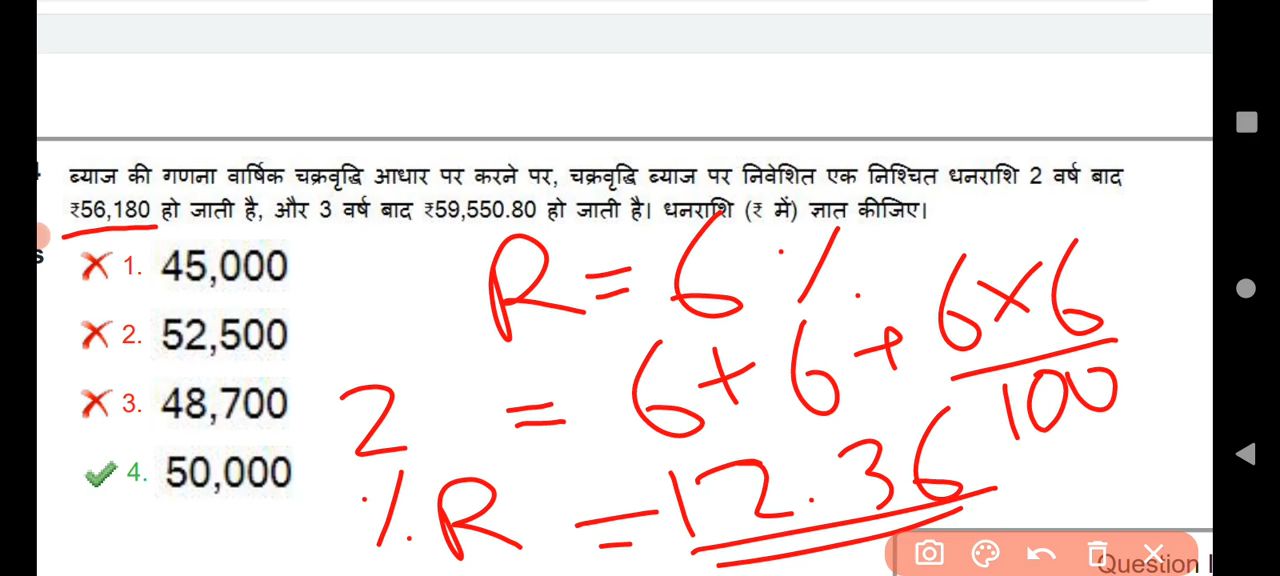 ब्याज की गणना वार्षिक चक्रवृद्धि आधार पर करने पर, चक्रवृद्धि ब्याज पर निवेशित एक निश्चित धनराशि 2 वर्ष बाद
₹56,180 हो जाती है, और 3 वर्ष बाद ₹59,550.80 हो जाती है। धनराशि (₹ में) ज्ञात कीजिए।
1. 45,000
2. 52,500
3. 48,700
4. 50,000
R = 6 %.
2 = 6 + 6 + 6 × 6 / 100
%. R = 12.36
Question